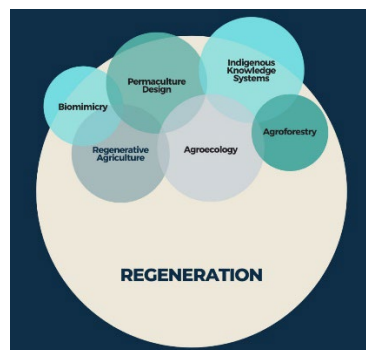 Indigenous
Knowledge
Systems
Permaculture
Design
Biomimicry
Agroforestry
Regenerative
Agriculture
Agroecology
REGENERATION